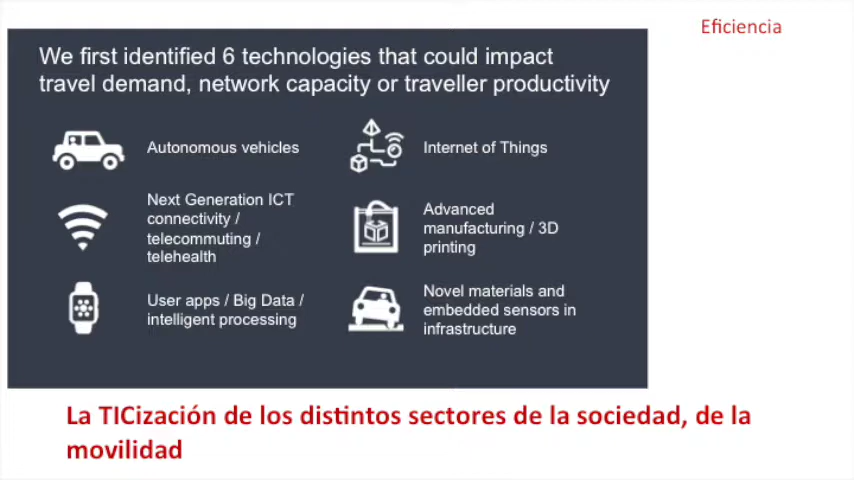 Eficiencia
We first identified 6 technologies that could impact
travel demand, network capacity or traveller productivity
Autonomous vehicles
Internet of Things
Next Generation ICT
connectivity /
telecommuting /
telehealth
Advanced
manufacturing / 3D
printing
User apps / Big Data /
intelligent processing
Novel materials and
embedded sensors in
infrastructure
La TICización de los distintos sectores de la sociedad, de la
movilidad